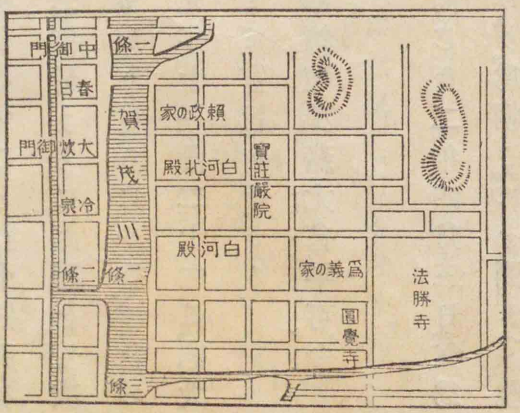 一條
中御門
春日
賀茂川
賴政の家
大炊御門
白河北殿
寶莊嚴院
冷泉
白河殿
爲義の家
法勝寺
二條
二條
圓覺寺
三條